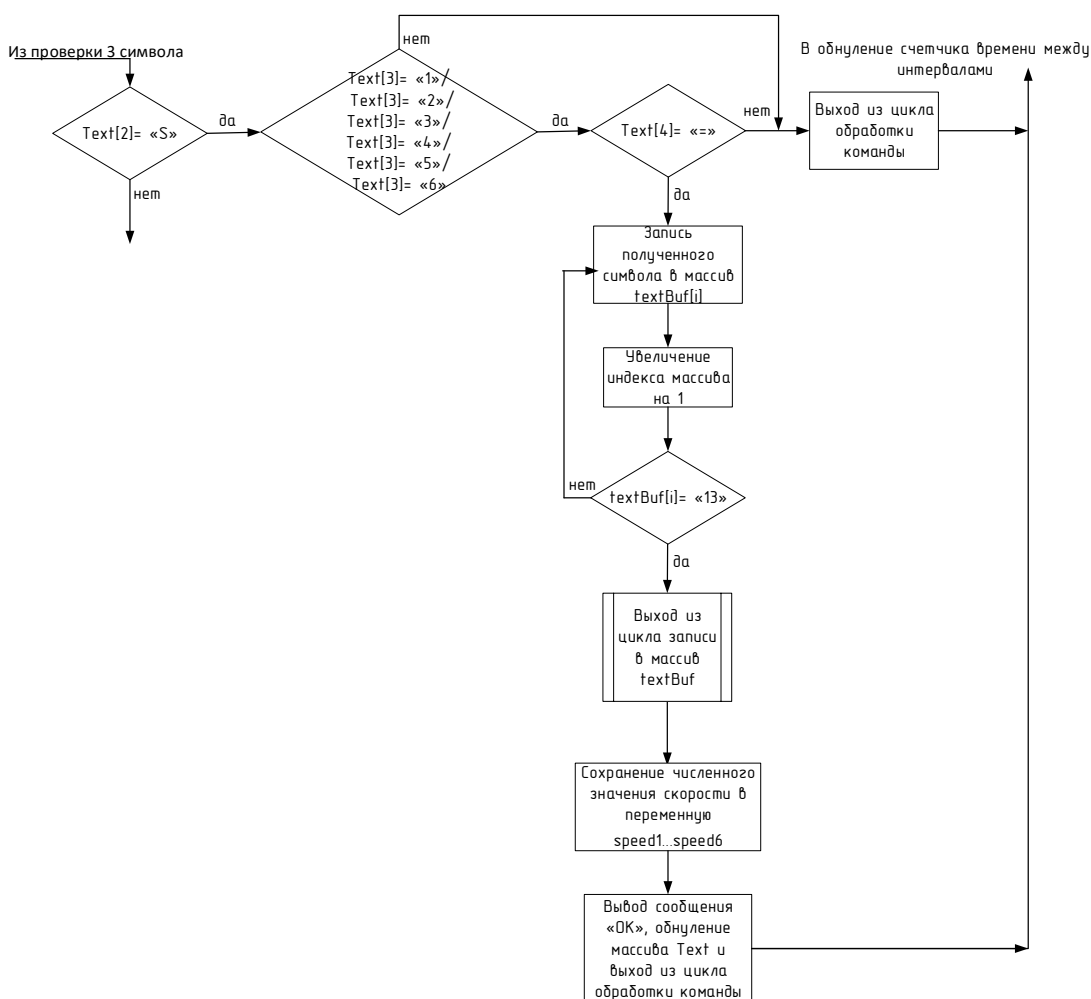 Из проверки 3 символа
нет
В обнуление счетчика времени между
интервалами
Text[2]= «S»
да
Text[3]= «1»/
Text[3]= «2»/
Text[3]= «3»/
Text[3]= «4»/
Text[3]= «5»/
Text[3]= «6»
да
Text[4]= «=»
нет
Выход из цикла
обработки
команды
нет
да
Запись
полученного
символа в массив
textBuf[i]
Увеличение
индекса массива
на 1
нет
textBuf[i]= «13»
да
Выход из
цикла записи
в массив
textBuf
Сохранение численного
значения скорости в
переменную
speed1...speed6
Вывод сообщения
«OK», обнуление
массива Text и
выход из цикла
обработки команды